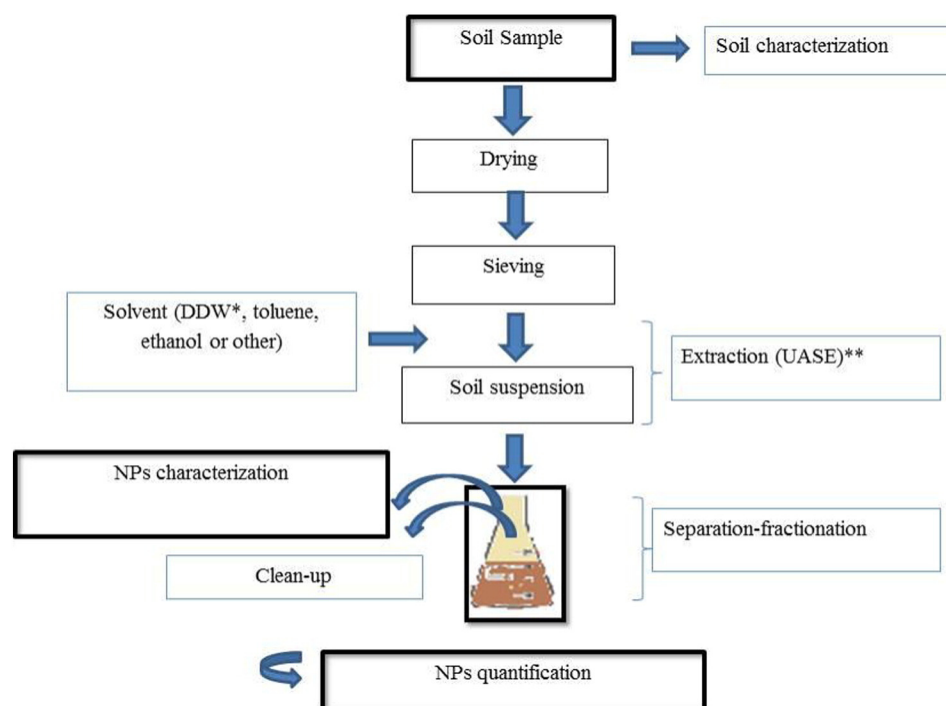 Soil Sample
Soil characterization
Drying
Sieving
Solvent (DDW*, toluene,
ethanol or other)
Extraction (UASE)**
Soil suspension
NPs characterization
Separation-fractionation
Clean-up
NPs quantification